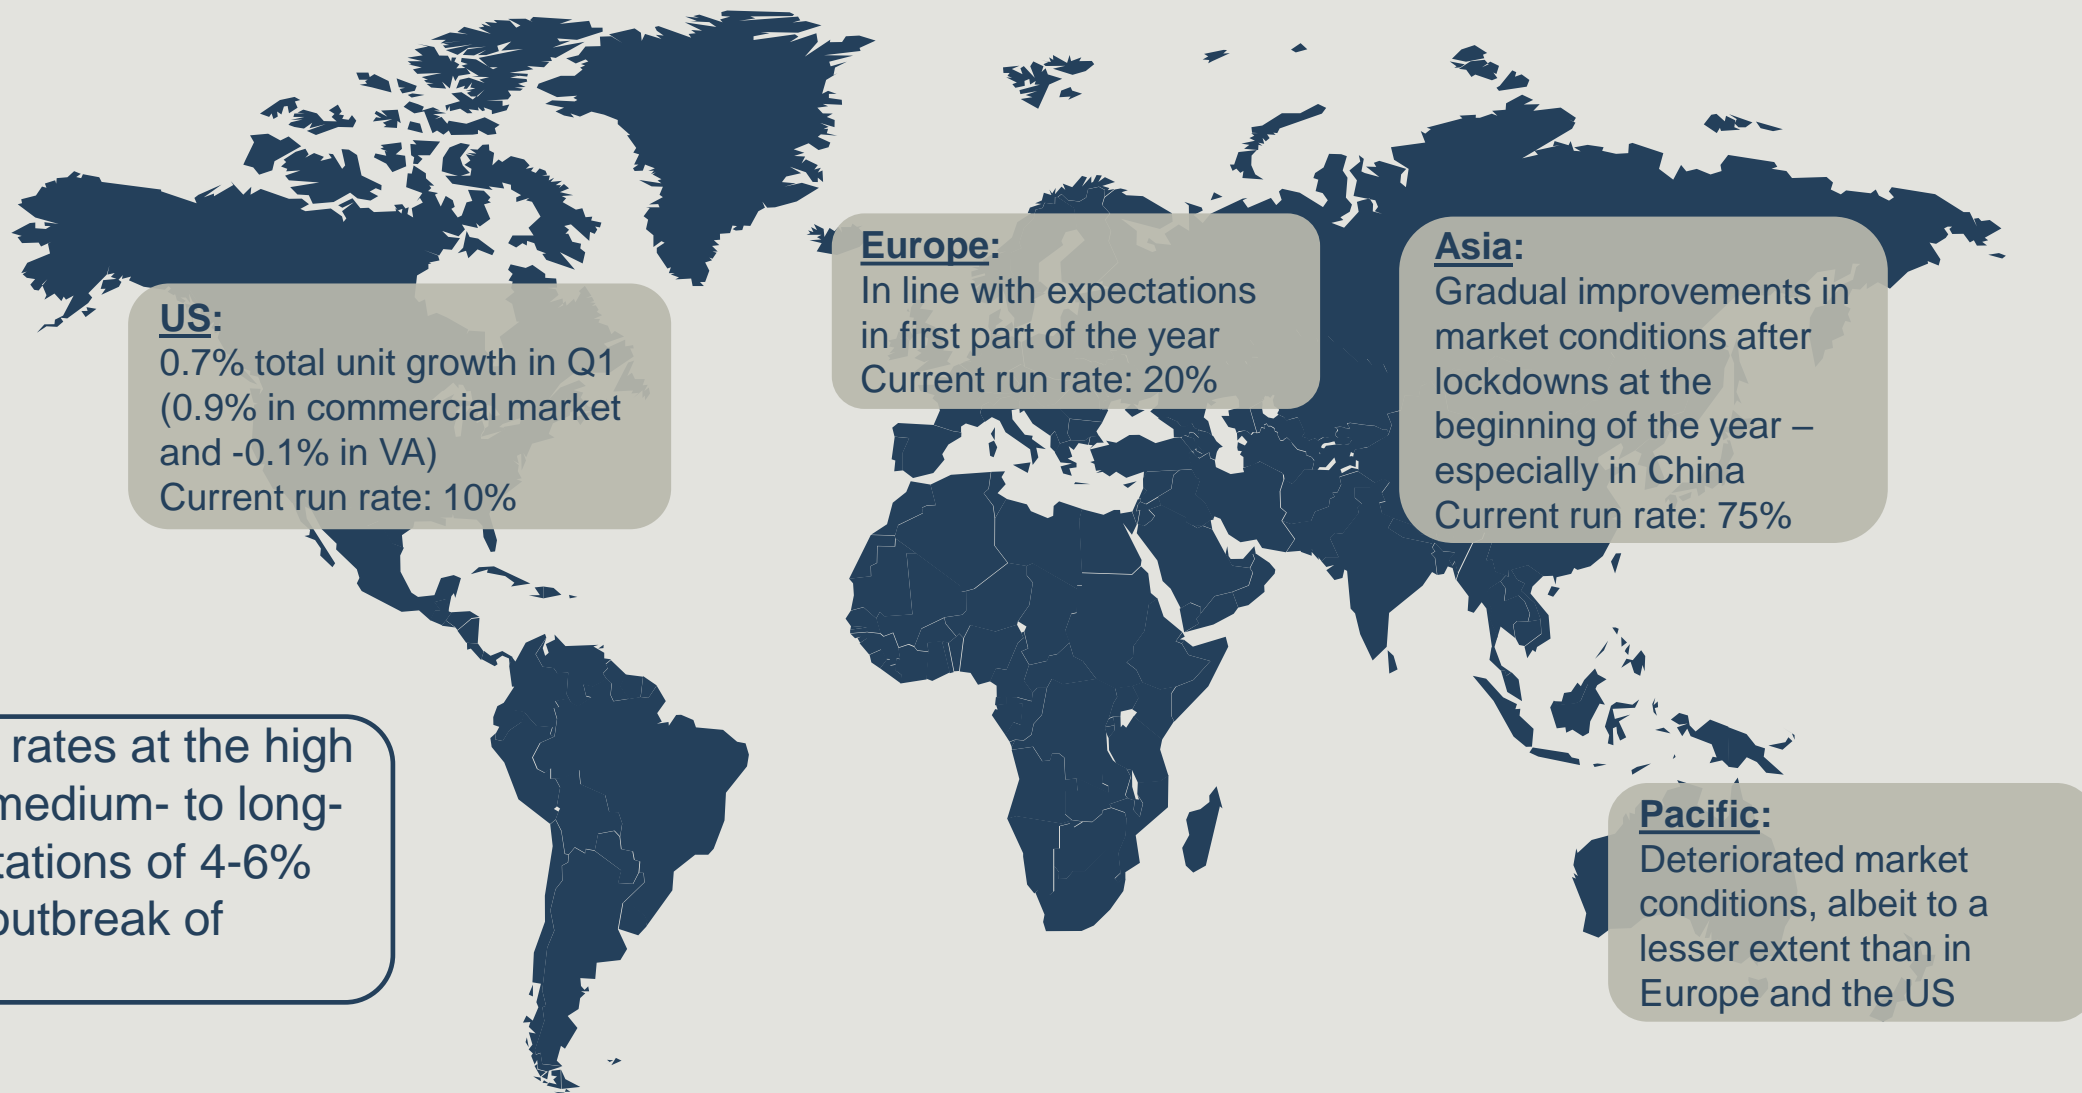 US:
0.7% total unit growth in Q1
(0.9% in commercial market
and -0.1% in VA)
Current run rate: 10%
Europe:
In line with expectations
in first part of the year
Current run rate: 20%
Asia:
Gradual improvements in
market conditions after
lockdowns at the
beginning of the year –
especially in China
Current run rate: 75%
rates at the high
medium- to long-
tations of 4-6%
outbreak of
Pacific:
Deteriorated market
conditions, albeit to a
lesser extent than in
Europe and the US